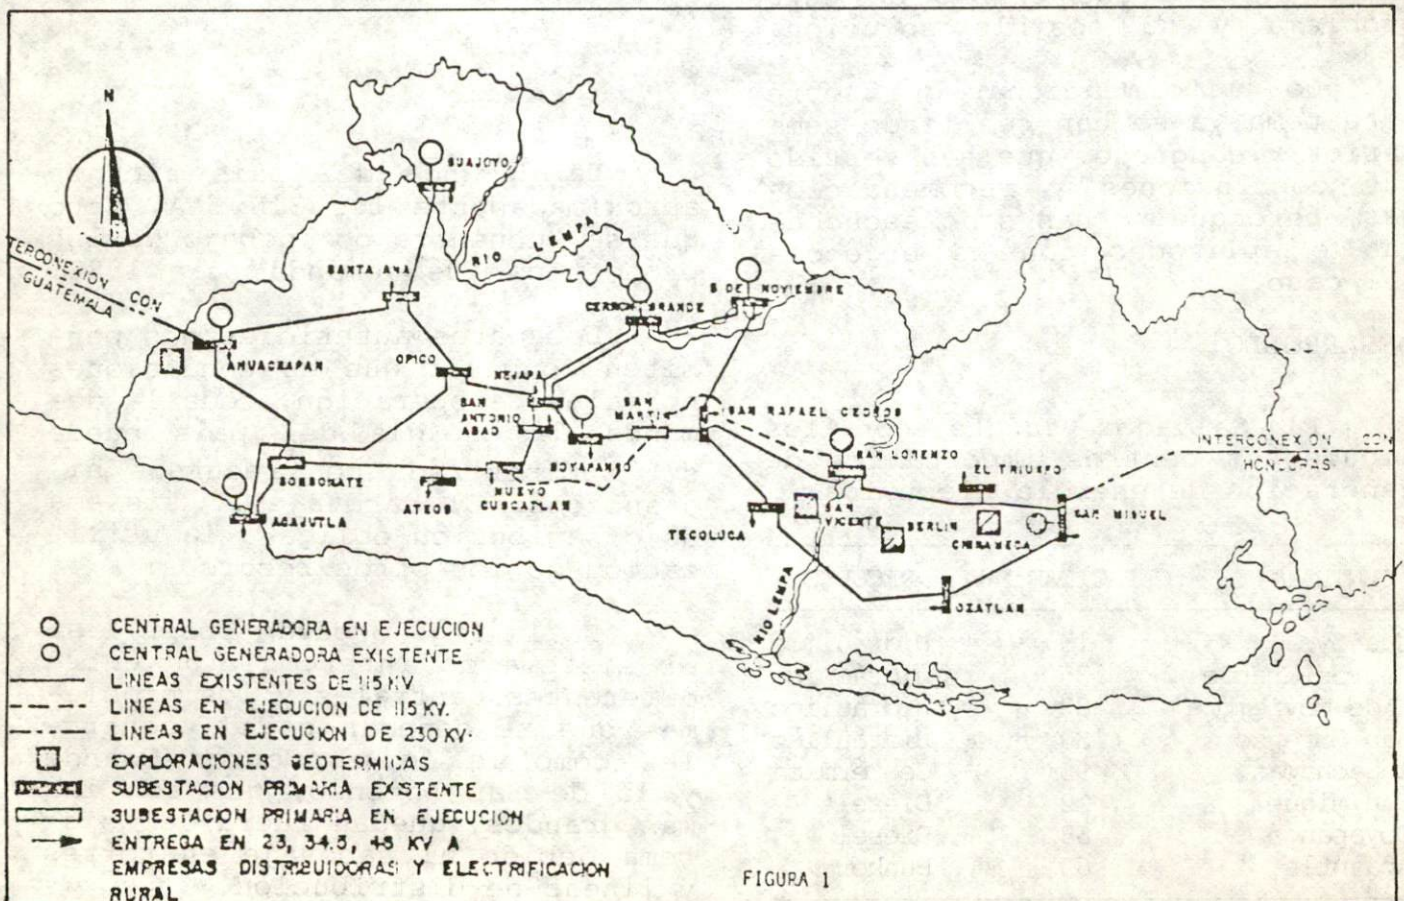 N
GUAJOYO
RIO LEMPA
INTERCONEXION CON
GUATEMALA
SANTA ANA
5 DE NOVIEMBRE
CERRON GRANDE
AHUACHAPAN
OPICO
NEJAPA
SAN
ANTONIO
ABAD
SAN
MARTIN
SAN RAFAEL CEDROS
SOYAPANGO
SAN LORENZO
INTERCONEXION CON
HONDURAS
EL TRIUNFO
SONSONATE
ATEOS
NUEVO
CUSCATLAN
ACAJUTLA
TECOLUCA
SAN
VICENTE
BERLIN
CHINAMECA
SAN MIGUEL
OZATLAN
RIO LEMPA
CENTRAL GENERADORA EN EJECUCION
CENTRAL GENERADORA EXISTENTE
LINEAS EXISTENTES DE 115 KV
LINEAS EN EJECUCION DE 115 KV.
LINEAS EN EJECUCION DE 230 KV.
EXPLORACIONES GEOTERMICAS
SUBESTACION PRIMARIA EXISTENTE
SUBESTACION PRIMARIA EN EJECUCION
ENTREGA EN 23, 34.5, 46 KV A
EMPRESAS DISTRIBUIDORAS Y ELECTRIFICACION
RURAL
FIGURA 1